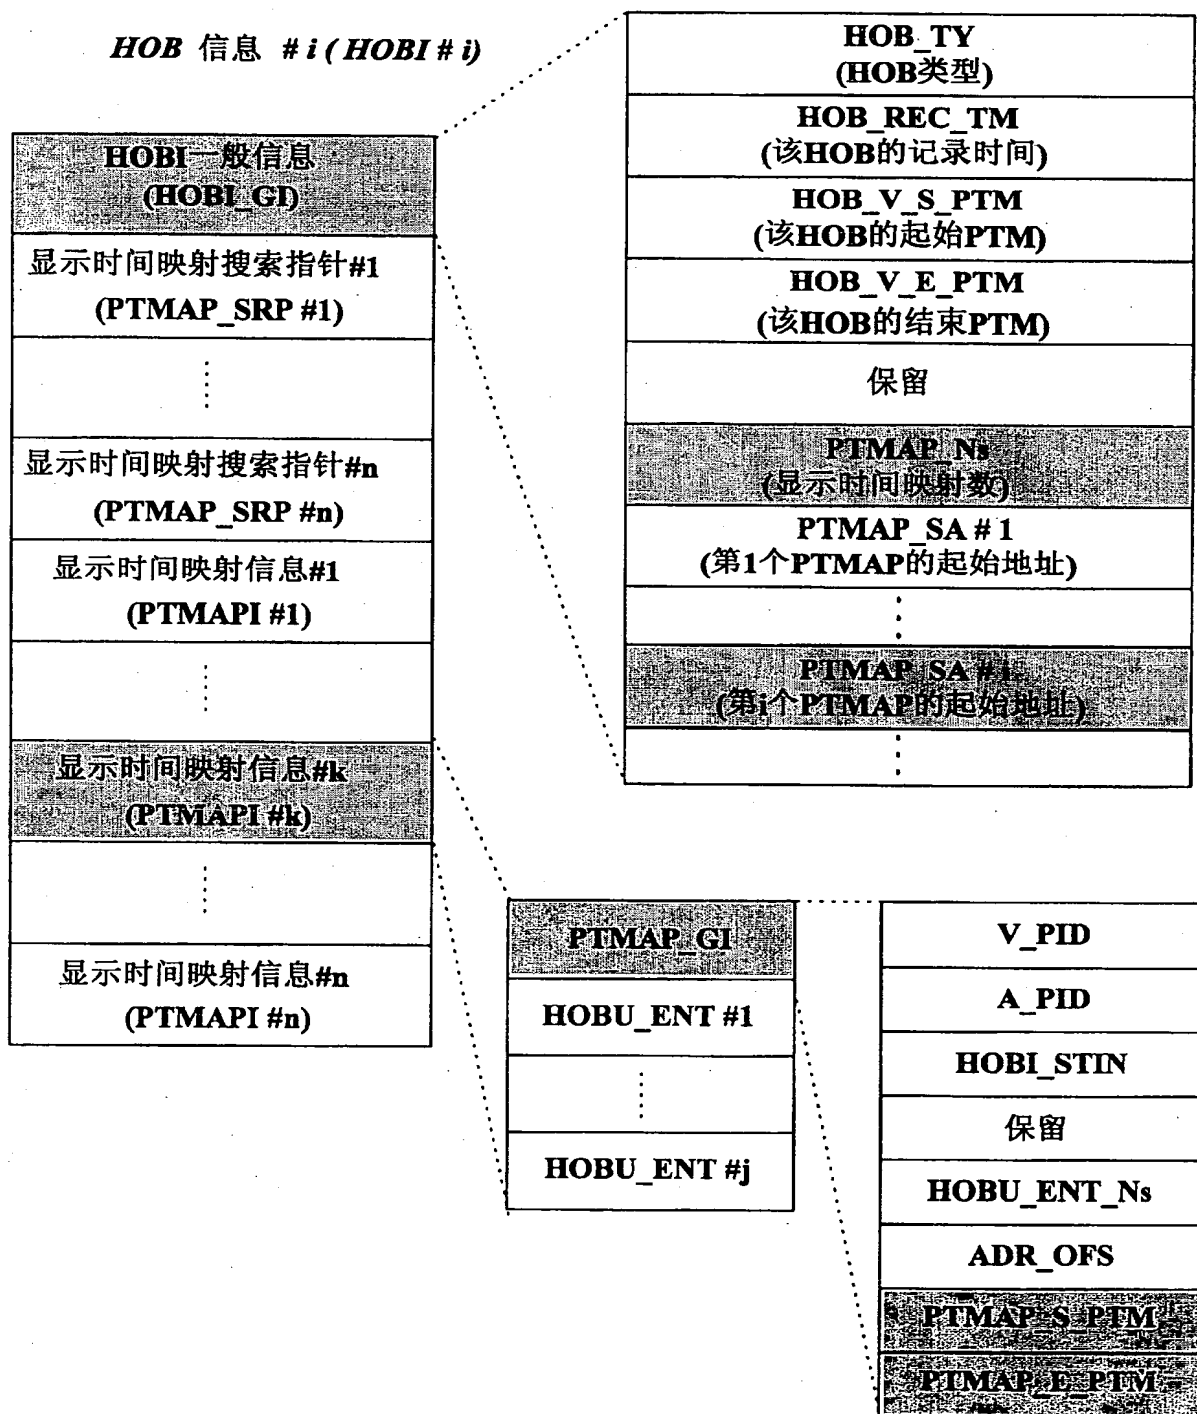 HOB 信息 # i ( HOBI # i)
HOBI一般信息
(HOBI_GI)
显示时间映射搜索指针#1
(PTMAP_SRP #1)
显示时间映射搜索指针#n
(PTMAP_SRP #n)
显示时间映射信息#1
(PTMAPI #1)
显示时间映射信息#k
(PTMAPI #k)
显示时间映射信息#n
(PTMAPI #n)
HOB_TY
(HOB类型)
HOB_REC_TM
(该HOB的记录时间)
HOB_V_S_PTM
(该HOB的起始PTM)
HOB_V_E_PTM
(该HOB的结束PTM)
保留
PTMAP_Ns
(显示时间映射数)
PTMAP_SA # 1
(第1个PTMAP的起始地址)
PTMAP_SA # i
(第i个PTMAP的起始地址)
PTMAP_GI
HOBU_ENT #1
HOBU_ENT #j
V_PID
A_PID
HOBI_STIN
保留
HOBU_ENT_Ns
ADR_OFS
PTMAP_S_PTM
PTMAP_E_PTM